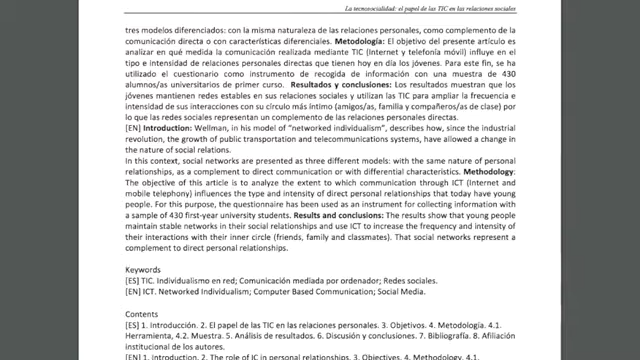 La tecnosocialidad: el papel de las TIC en las relaciones sociales
tres modelos diferenciados: con la misma naturaleza de las relaciones personales, como complemento de la
comunicación directa o con características diferenciales. Metodología: El objetivo del presente artículo es
analizar en qué medida la comunicación realizada mediante TIC (Internet y telefonía móvil) influye en el
tipo e intensidad de relaciones personales directas que tienen hoy en día los jóvenes. Para este fin, se ha
utilizado el cuestionario como instrumento de recogida de información con una muestra de 430
alumnos/as universitarios de primer curso. Resultados y conclusiones: Los resultados muestran que los
jóvenes mantienen redes estables en sus relaciones sociales y utilizan las TIC para ampliar la frecuencia e
intensidad de sus interacciones con su círculo más íntimo (amigos/as, familia y compañeros/as de clase) por
lo que las redes sociales representan un complemento de las relaciones personales directas.
[EN] Introduction: Wellman, in his model of "networked individualism", describes how, since the industrial
revolution, the growth of public transportation and telecommunications systems, have allowed a change in
the nature of social relations.
In this context, social networks are presented as three different models: with the same nature of personal
relationships, as a complement to direct communication or with differential characteristics. Methodology:
The objective of this article is to analyze the extent to which communication through ICT (Internet and
mobile telephony) influences the type and intensity of direct personal relationships that today have young
people. For this purpose, the questionnaire has been used as an instrument for collecting information with
a sample of 430 first-year university students. Results and conclusions: The results show that young people
maintain stable networks in their social relationships and use ICT to increase the frequency and intensity of
their interactions with their inner circle (friends, family and classmates). That social networks represent a
complement to direct personal relationships.
Keywords
[ES] TIC. Individualismo en red; Comunicación mediada por ordenador; Redes sociales.
[EN] ICT. Networked Individualism; Computer Based Communication; Social Media.
Contents
[ES] 1. Introducción. 2. El papel de las TIC en las relaciones personales. 3. Objetivos. 4. Metodología. 4.1.
Herramienta, 4.2. Muestra. 5. Análisis de resultados. 6. Discusión y conclusiones. 7. Bibliografía. 8. Afiliación
institucional de los autores.
[EN] 1. Introduction. 2. The role of IC in personal relationships. 3. Objectives. 4. Methodology. 4.1.